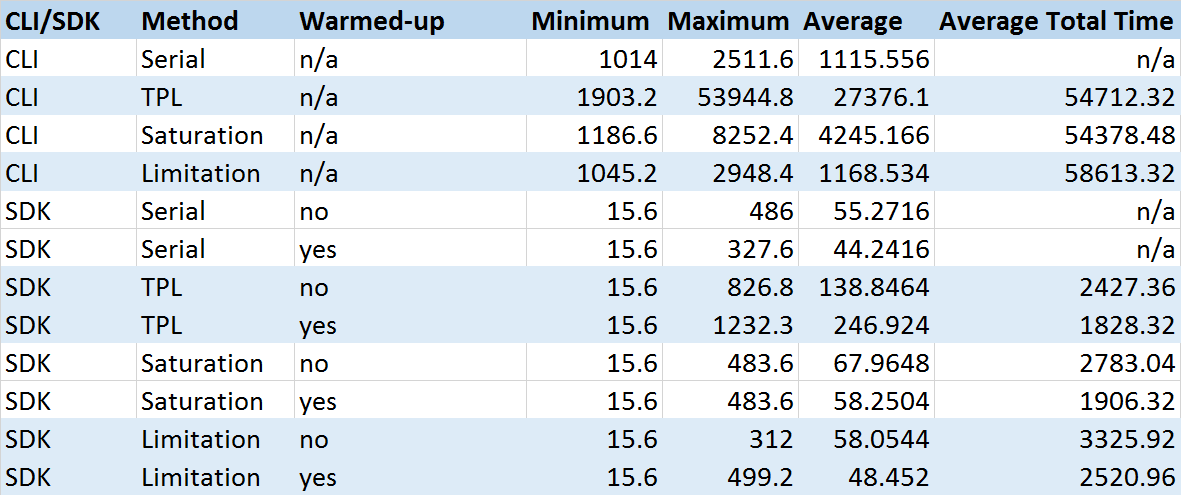 CLI/SDK Method Warmed-up Minimum Maximum Average Average Total Time
CLI Serial n/a 1014 2511.6 1115.556 n/a
CLI TPL n/a 1903.2 53944.8 27376.1 54712.32
CLI Saturation n/a 1186.6 8252.4 4245.166 54378.48
CLI Limitation n/a 1045.2 2948.4 1168.534 58613.32
SDK Serial no 15.6 486 55.2716 n/a
SDK Serial yes 15.6 327.6 44.2416 n/a
SDK TPL no 15.6 826.8 138.8464 2427.36
SDK TPL yes 15.6 1232.3 246.924 1828.32
SDK Saturation no 15.6 483.6 67.9648 2783.04
SDK Saturation yes 15.6 483.6 58.2504 1906.32
SDK Limitation no 15.6 312 58.0544 3325.92
SDK Limitation yes 15.6 499.2 48.452 2520.96